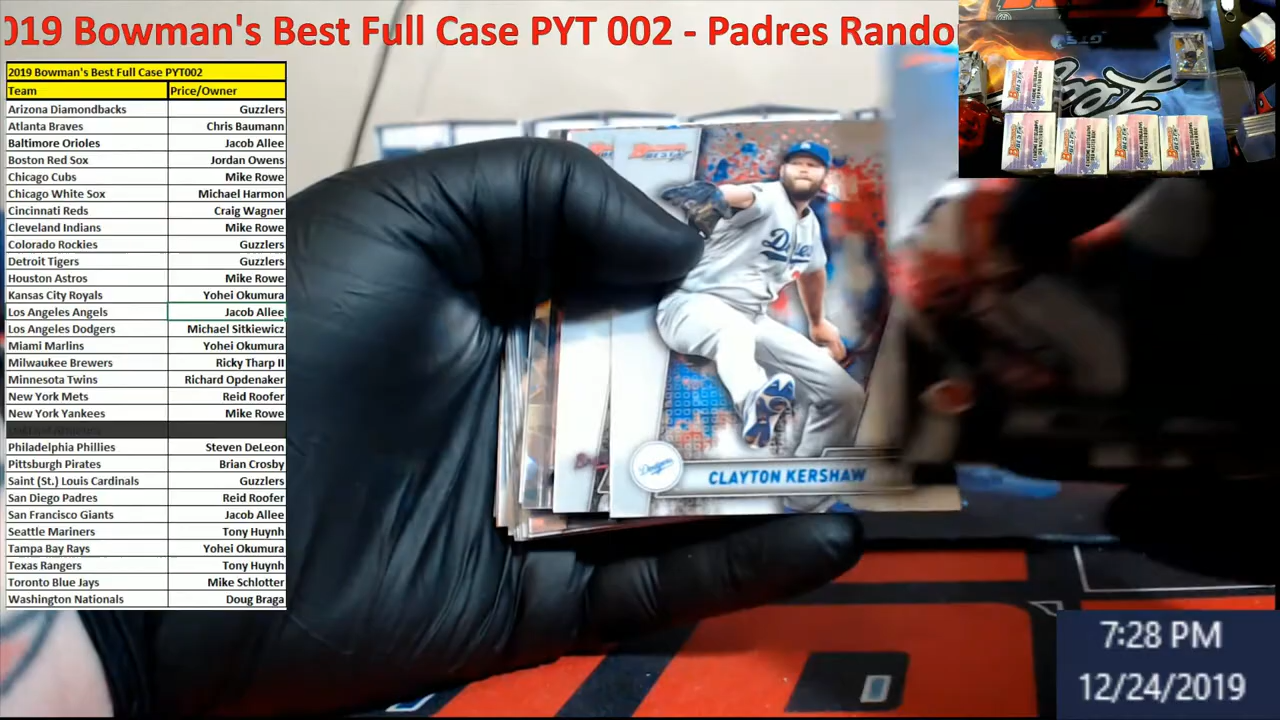 019 Bowman's Best Full Case PYT 002 - Padres Rando
2019 Bowman's Best Full Case PYT002
Team Price/Owner
Arizona Diamondbacks Guzzlers
Atlanta Braves Chris Baumann
Baltimore Orioles Jacob Allee
Boston Red Sox Jordan Owens
Chicago Cubs Mike Rowe
Chicago White Sox Michael Harmon
Cincinnati Reds Craig Wagner
Cleveland Indians Mike Rowe
Colorado Rockies Guzzlers
Detroit Tigers Guzzlers
Houston Astros Mike Rowe
Kansas City Royals Yohei Okumura
Los Angeles Angels Jacob Allee
Los Angeles Dodgers Michael Sitkiewicz
Miami Marlins Yohei Okumura
Milwaukee Brewers Ricky Tharp II
Minnesota Twins Richard Opdenaker
New York Mets Reid Roofer
New York Yankees Mike Rowe
Philadelphia Phillies Steven DeLeon
Pittsburgh Pirates Brian Crosby
Saint (St.) Louis Cardinals Guzzlers
San Diego Padres Reid Roofer
San Francisco Giants Jacob Allee
Seattle Mariners Tony Huynh
Tampa Bay Rays Yohei Okumura
Texas Rangers Tony Huynh
Toronto Blue Jays Mike Schlotter
Washington Nationals Doug Braga
Bowman's
BEST
Dodgers
CLAYTON KERSHAW
7:28 PM
12/24/2019